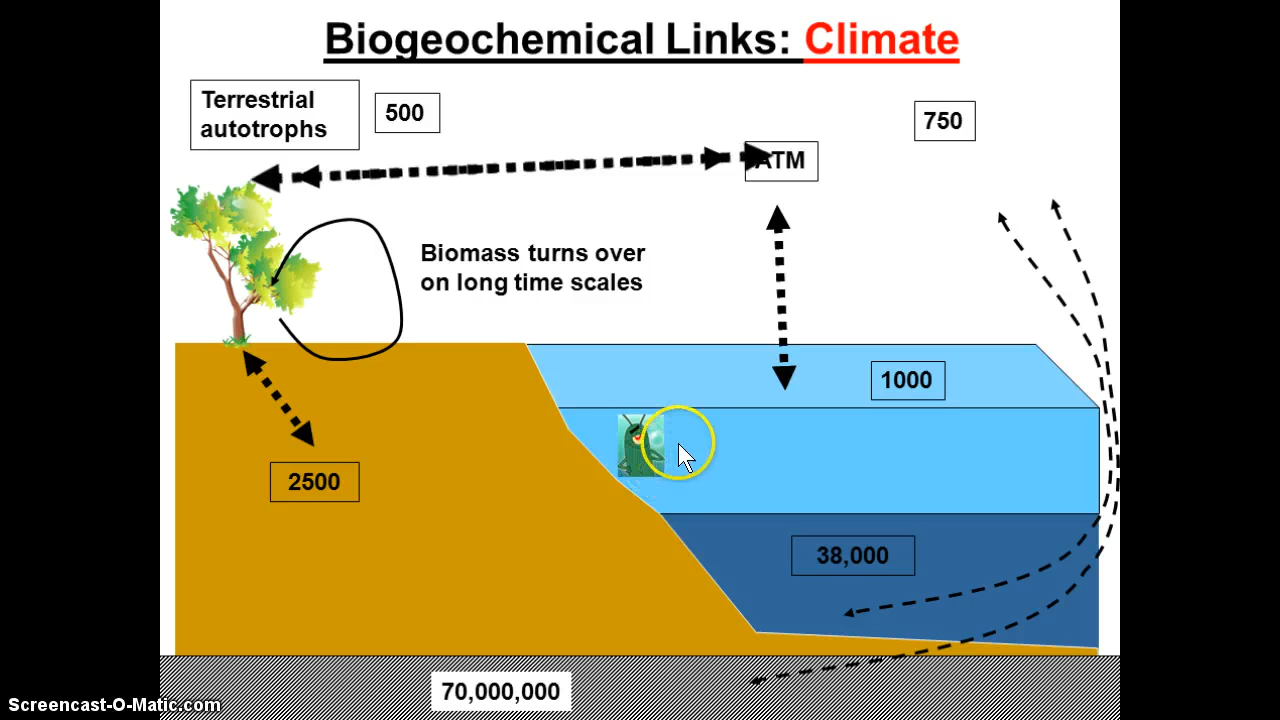 Biogeochemical Links: Climate
Terrestrial
autotrophs
500
750
ATM
Biomass turns over
on long time scales
1000
2500
38,000
70,000,000
Screencast-O-Matic.com